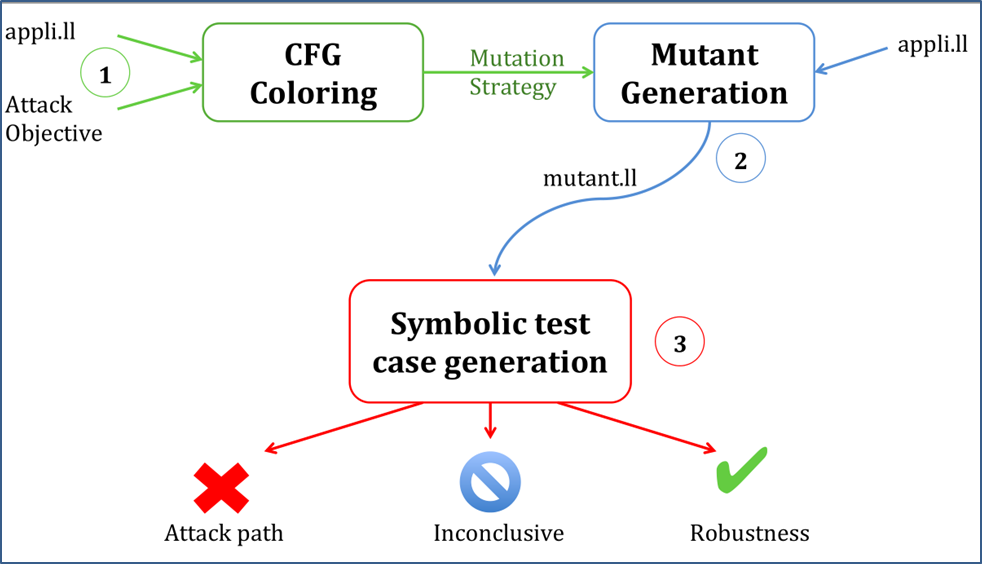 appli.ll
1
Attack
Objective
CFG
Coloring
Mutation
Strategy
Mutant
Generation
appli.ll
2
mutant.ll
Symbolic test
case generation
3
Attack path
Inconclusive
Robustness